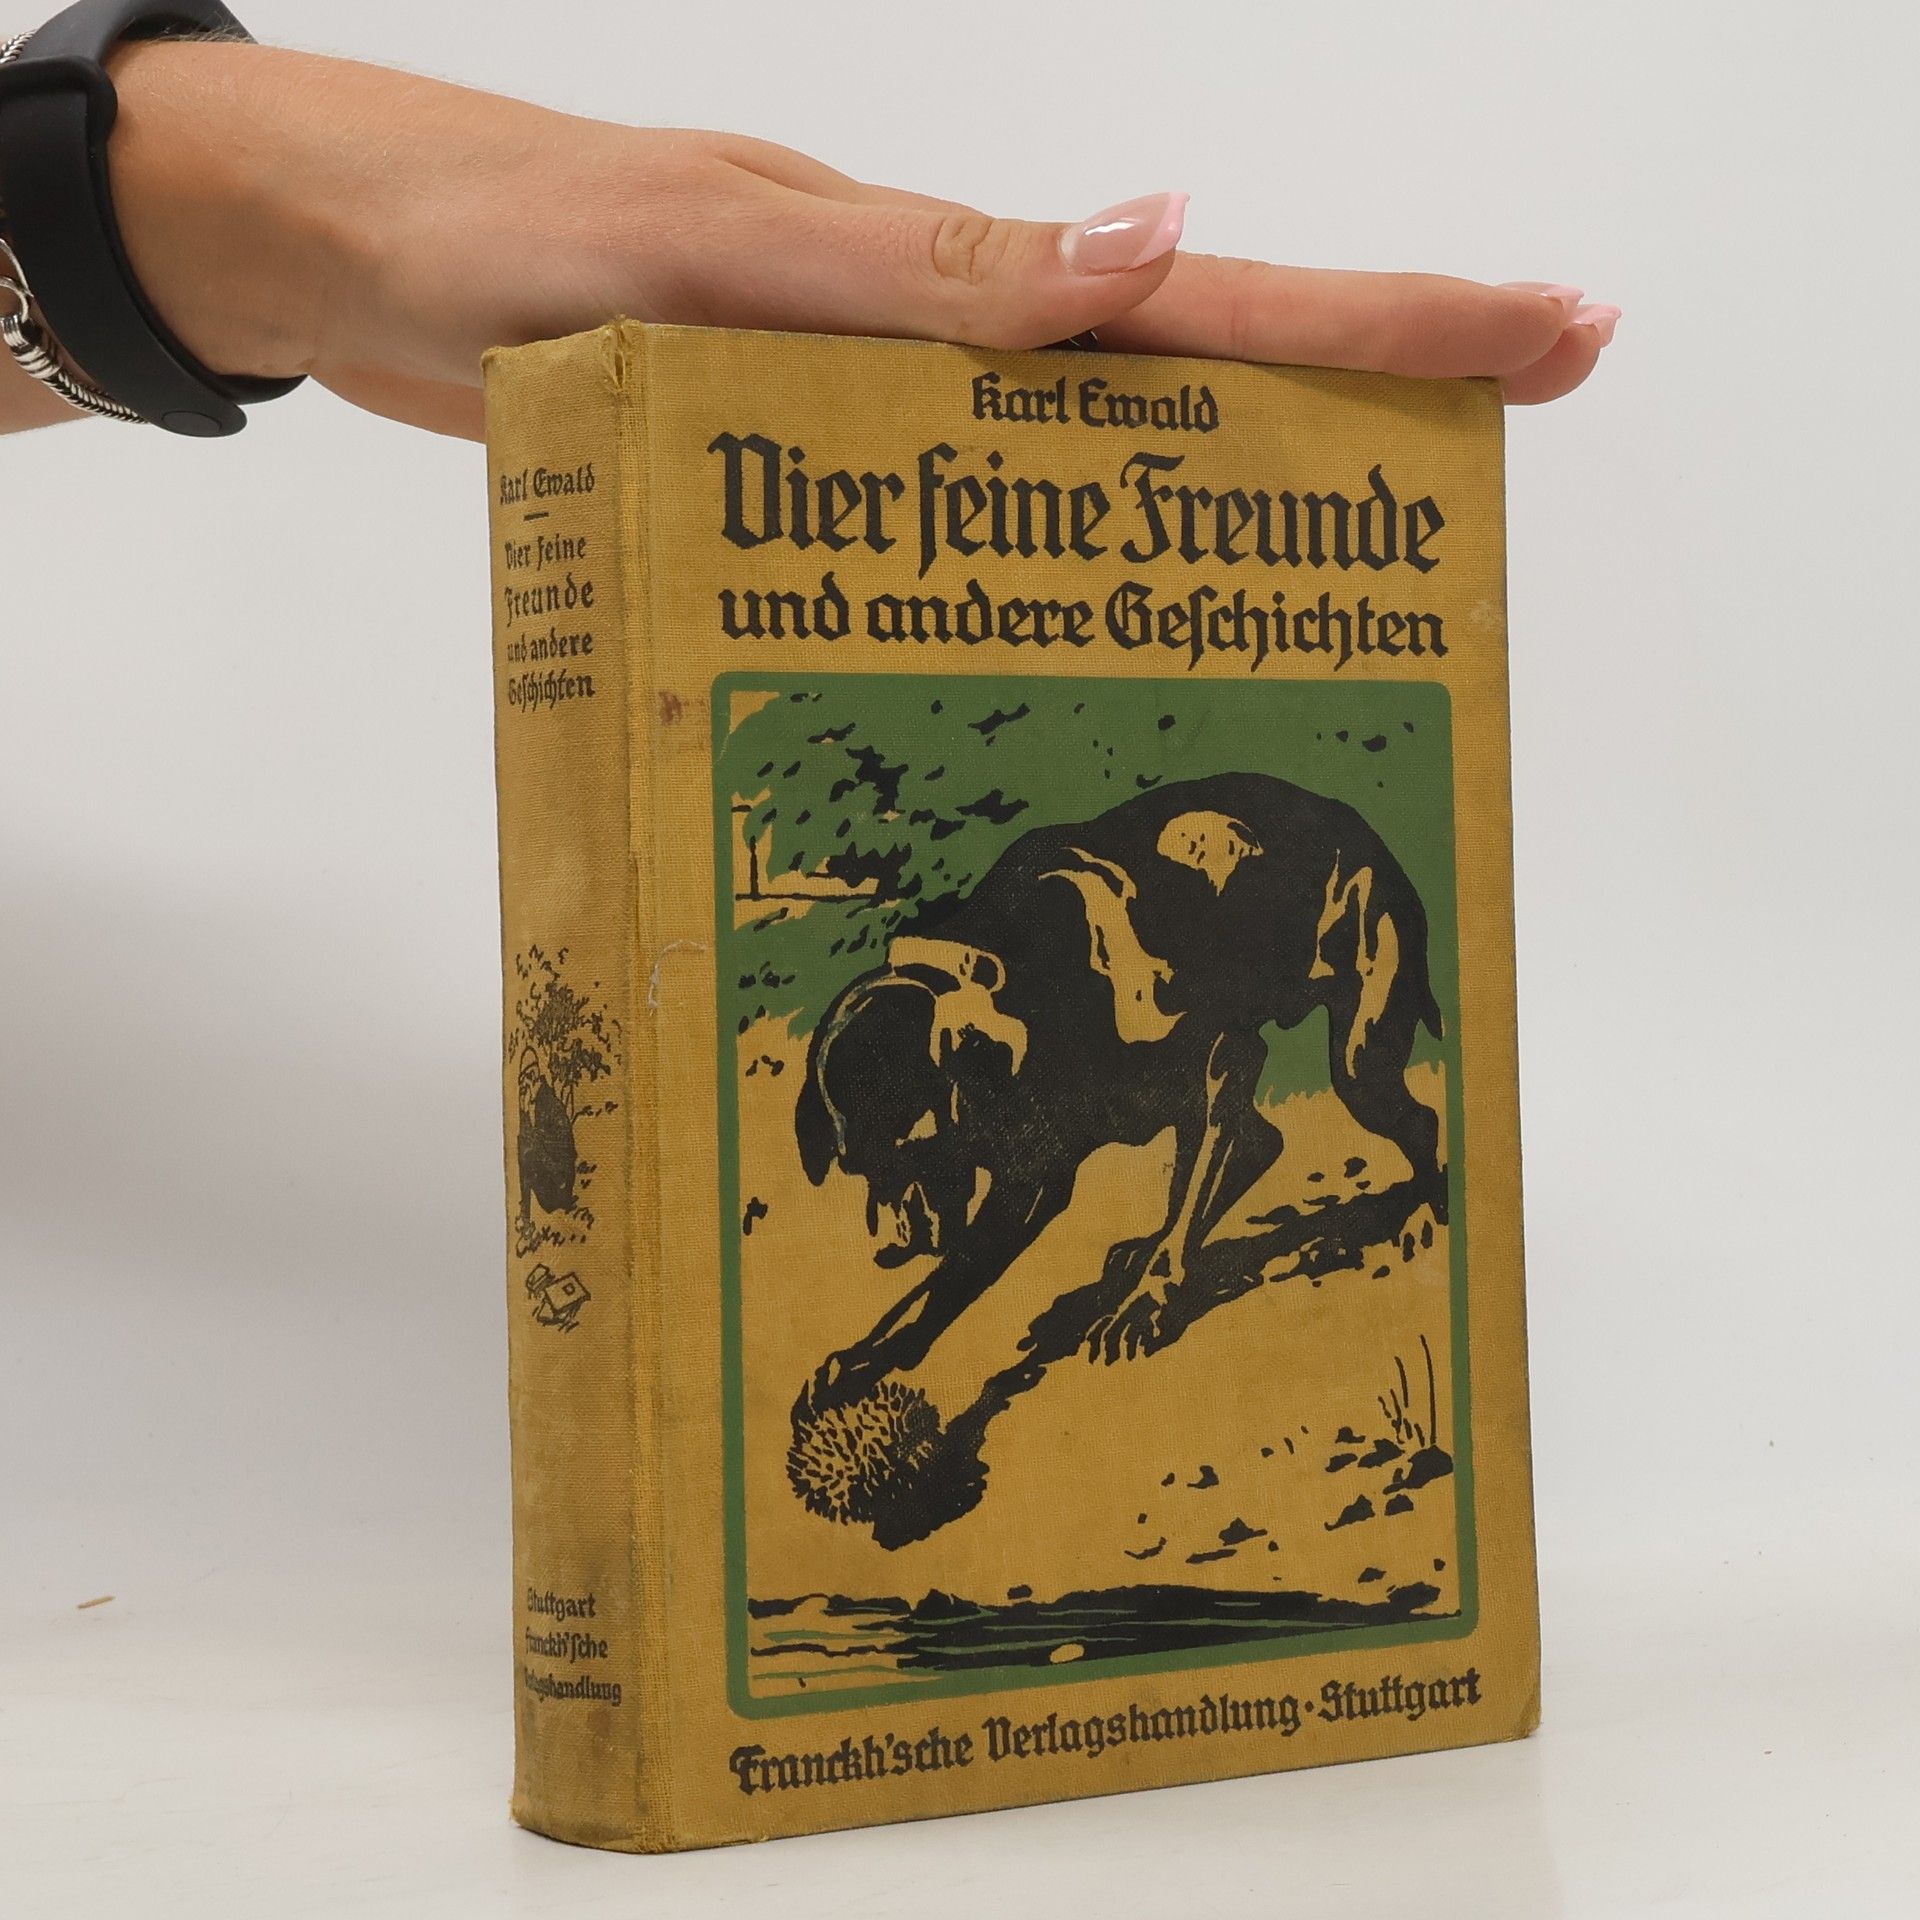 Karl Ewald
Vier feine Freunde
und andere Geschichten
Franckh'sche Verlagshandlung · Stuttgart
Karl Ewald
Vier feine
Freunde
und andere
Geschichten
Stuttgart
Franckh'sche
Verlagshandlung